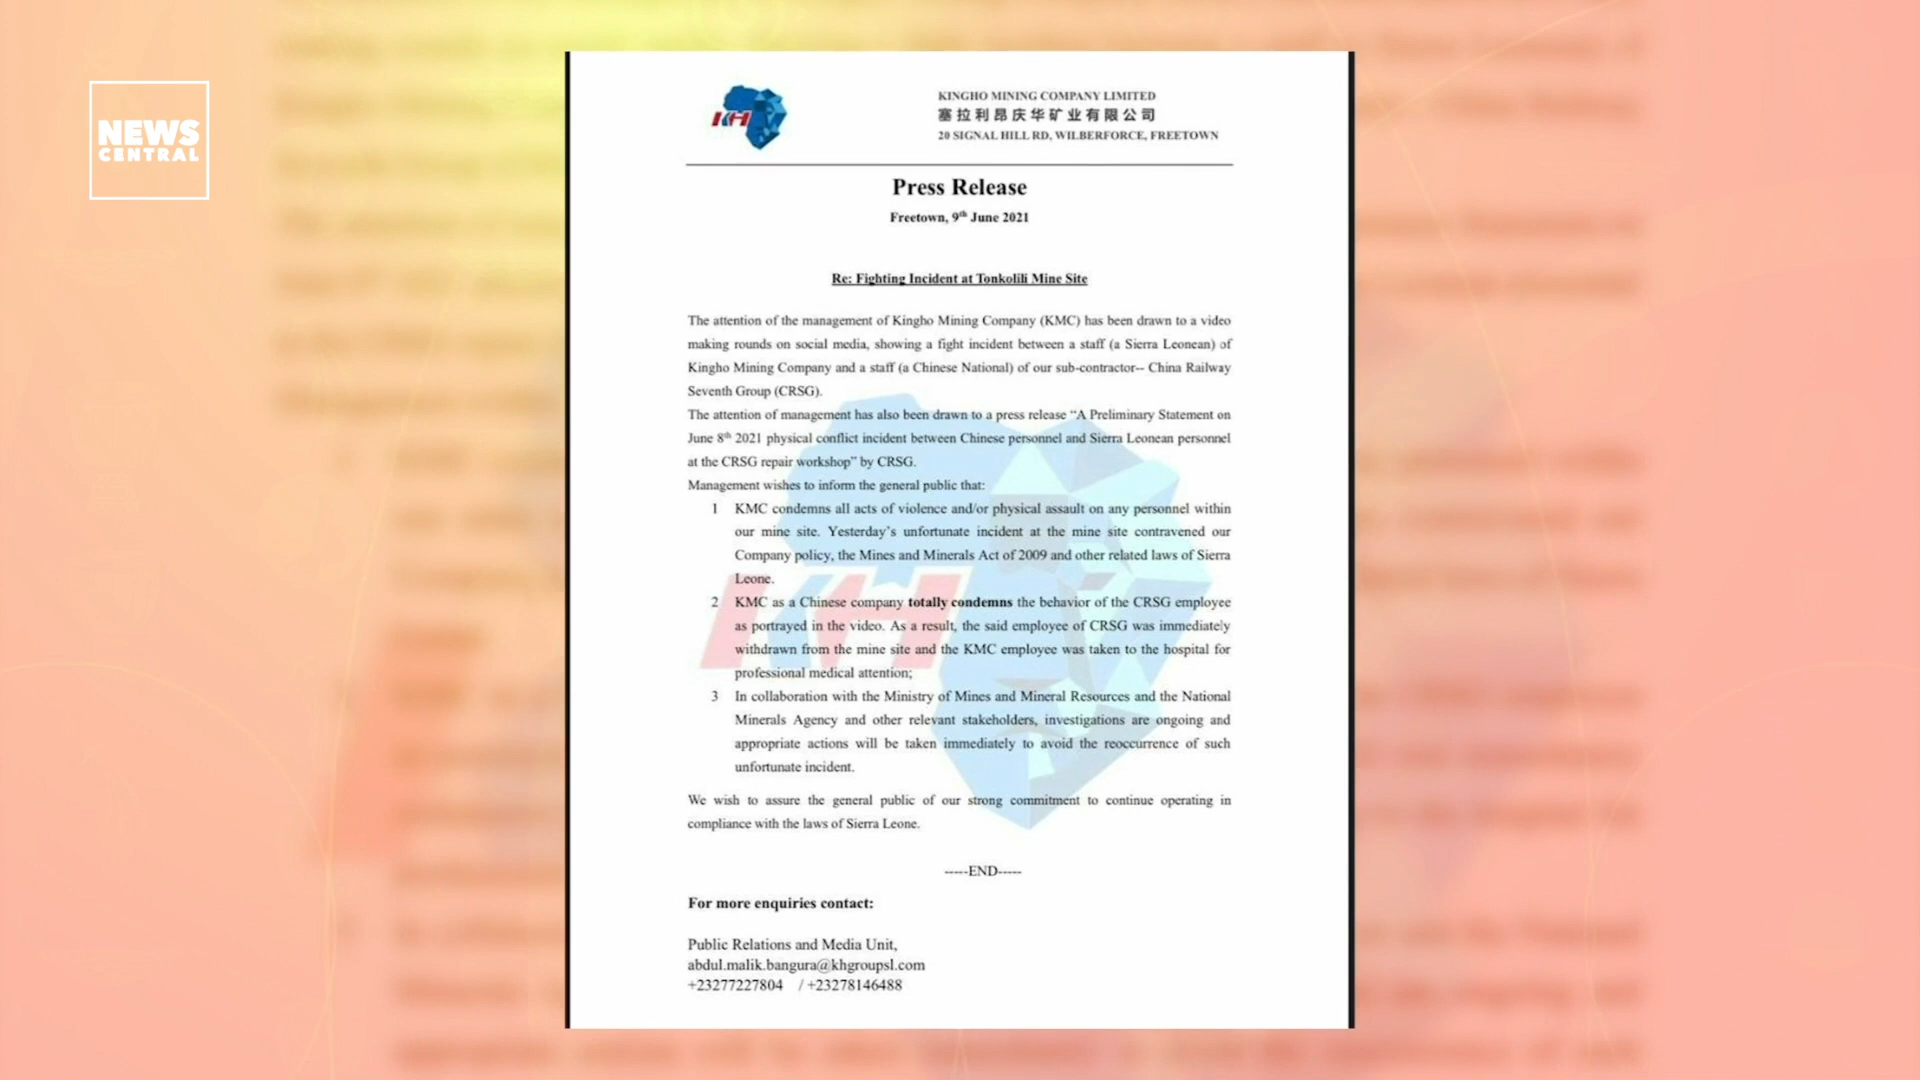 NEWS
CENTRAL
KH
KINGHO MINING COMPANY LIMITED
塞拉利昂庆华矿业有限公司
20 SIGNAL HILL RD, WILBERFORCE, FREETOWN
Press Release
Freetown, 9th June 2021
Re: Fighting Incident at Tonkolili Mine Site
The attention of the management of Kingho Mining Company (KMC) has been drawn to a video
making rounds on social media, showing a fight incident between a staff (a Sierra Leonean) of
Kingho Mining Company and a staff (a Chinese National) of our sub-contractor-- China Railway
Seventh Group (CRSG).
The attention of management has also been drawn to a press release “A Preliminary Statement on
June 8th 2021 physical conflict incident between Chinese personnel and Sierra Leonean personnel
at the CRSG repair workshop” by CRSG.
Management wishes to inform the general public that:
1 KMC condemns all acts of violence and/or physical assault on any personnel within
our mine site. Yesterday’s unfortunate incident at the mine site contravened our
Company policy, the Mines and Minerals Act of 2009 and other related laws of Sierra
Leone.
2 KMC as a Chinese company totally condemns the behavior of the CRSG employee
as portrayed in the video. As a result, the said employee of CRSG was immediately
withdrawn from the mine site and the KMC employee was taken to the hospital for
professional medical attention;
3 In collaboration with the Ministry of Mines and Mineral Resources and the National
Minerals Agency and other relevant stakeholders, investigations are ongoing and
appropriate actions will be taken immediately to avoid the reoccurrence of such
unfortunate incident.
We wish to assure the general public of our strong commitment to continue operating in
compliance with the laws of Sierra Leone.
-----END-----
For more enquiries contact:
Public Relations and Media Unit,
abdul.malik.bangura@khgroupsl.com
+23277227804 / +23278146488